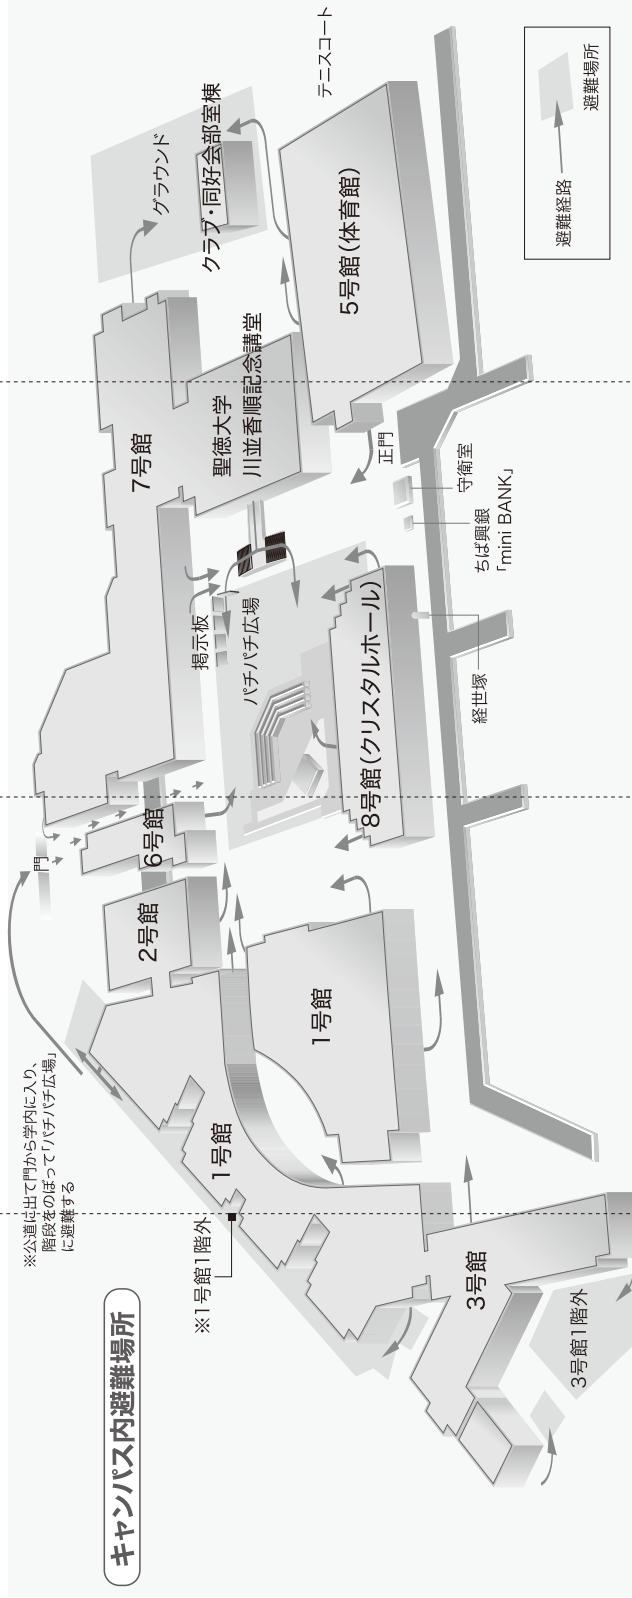 キャンパス内避難場所
※公道に出て門から学内に入り、
階段をのぼって「パチパチ広場」
に避難する
※1号館1階外
3号館1階外
3号館
1号館
1号館
2号館
門
6号館
7号館
掲示板
パチパチ広場
8号館(クリスタルホール)
経世塚
ちば興銀
「mini BANK」
守衛室
正門
聖徳大学
川並香順記念講堂
5号館(体育館)
グラウンド
クラブ・同好会部室棟
テニスコート
避難経路
避難場所